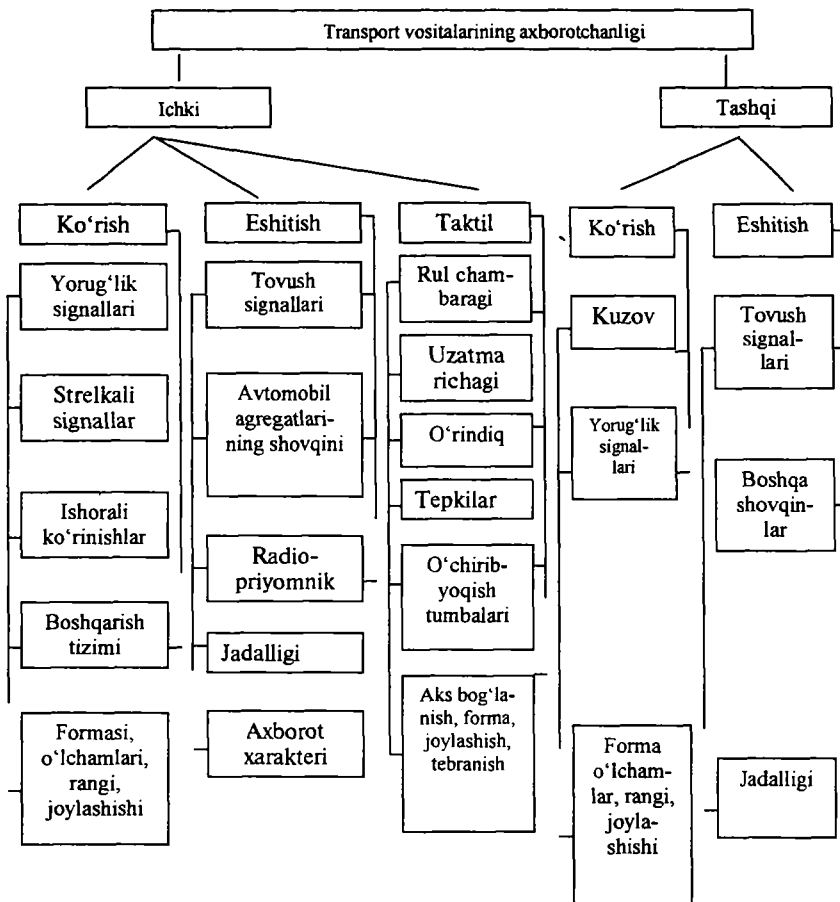 Transport vositalarining axborotchanligi
Ichki
Tashqi
Ko‘rish
Yorug‘lik
signallari
Strelkali
signallar
Ishorali
ko‘rinishlar
Boshqarish
tizimi
Formasi,
o‘lchamlari,
rangi,
joylashishi
Eshitish
Tovush
signallari
Avtomobil
agregatlari-
ning shovqini
Radio-
priyomnik
Jadalligi
Axborot
xarakteri
Taktil
Rul cham-
baragi
Uzatma
richagi
O‘rindiq
Tepkilar
O‘chirib-
yoqish
tumbalari
Aks bog‘la-
nish, forma,
joylashish,
tebranish
Ko‘rish
Kuzov
Yorug‘lik
signal-
lari
Forma
o‘lcham-
lar, rangi,
joyla-
shishi
Eshitish
Tovush
signal-
lari
Boshqa
shovqin-
lar
Jadalligi